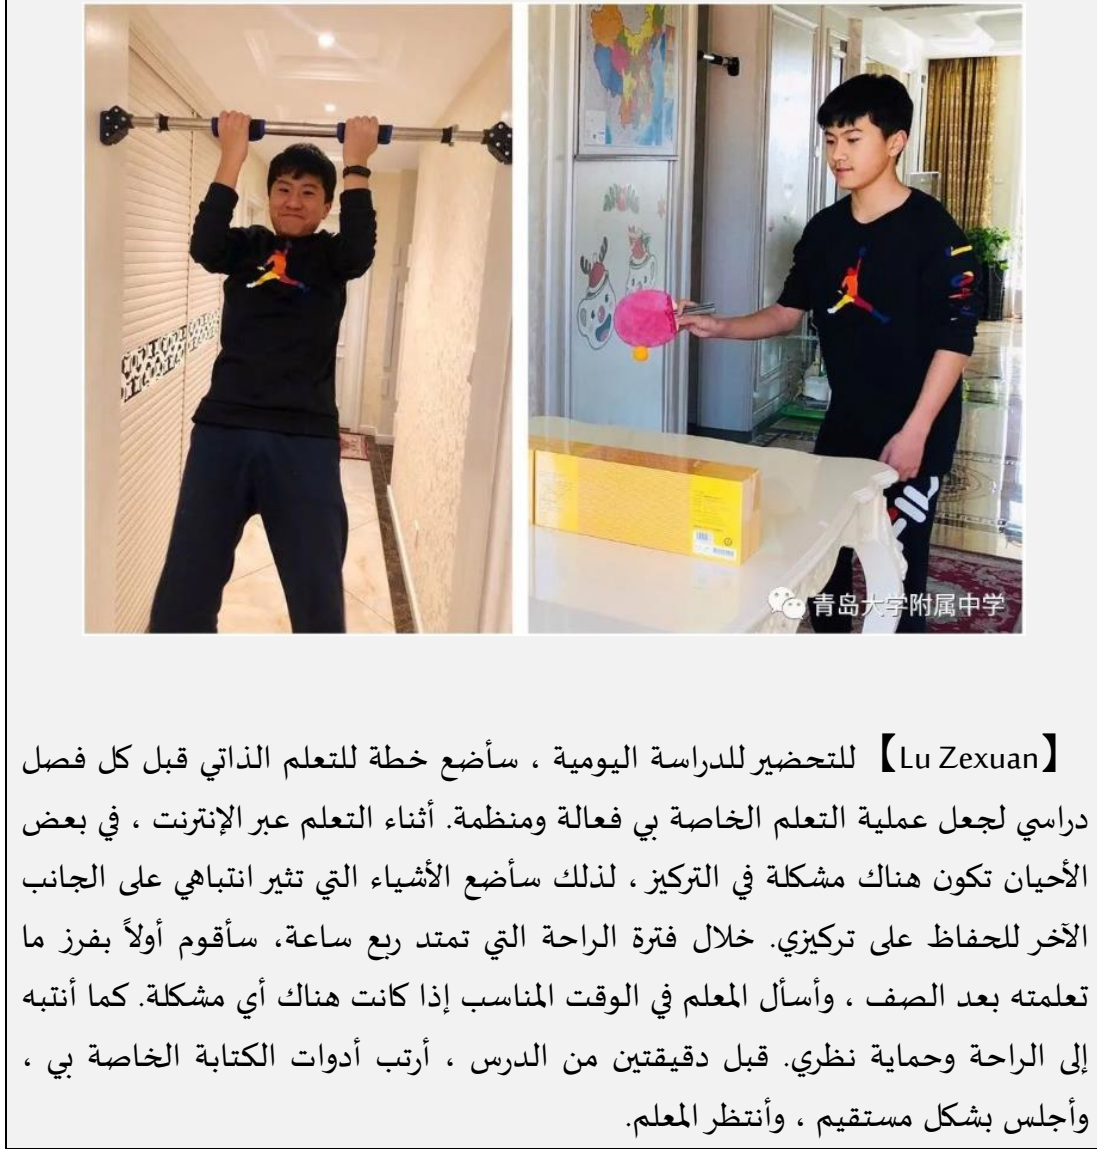 青岛大学附属中学
【Lu Zexuan】 للتحضير للدراسة اليومية ، سأضع خطة للتعلم الذاتي قبل كل فصل
دراسي لجعل عملية التعلم الخاصة بي فعالة ومنظمة. أثناء التعلم عبر الإنترنت ، في بعض
الأحيان تكون هناك مشكلة في التركيز ، لذلك سأضع الأشياء التي تثير انتباهي على الجانب
الآخر للحفاظ على تركيزي. خلال فترة الراحة التي تمتد ربع ساعة، سأقوم أولاً بفرز ما
تعلمته بعد الصف ، وأسأل المعلم في الوقت المناسب إذا كانت هناك أي مشكلة. كما أنتبه
إلى الراحة وحماية نظري. قبل دقيقتين من الدرس ، أرتب أدوات الكتابة الخاصة بي ،
وأجلس بشكل مستقيم ، وأنتظر المعلم.